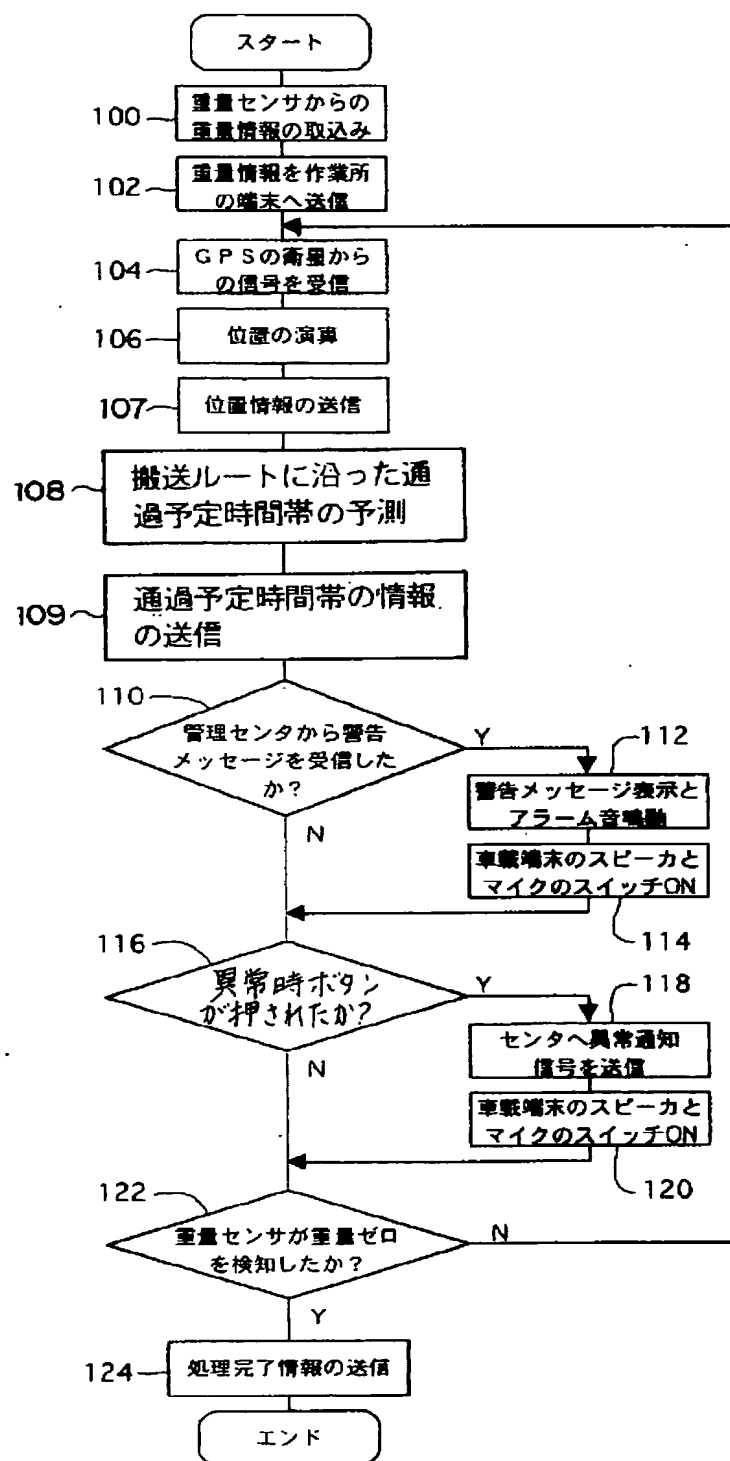 スタート
100
重量センサからの
重量情報の取込み
102
重量情報を作業所
の端末へ送信
104
GPSの衛星から
の信号を受信
106
位置の演算
107
位置情報の送信
108
搬送ルートに沿った通
過予定時間帯の予測
109
通過予定時間帯の情報
の送信
110
管理センタから警告
メッセージを受信した
か?
Y
N
112
警告メッセージ表示と
アラーム音鳴動
車載端末のスピーカと
マイクのスイッチON
114
116
異常時ボタン
が押されたか?
Y
N
118
センタへ異常通知
信号を送信
車載端末のスピーカと
マイクのスイッチON
120
122
重量センサが重量ゼロ
を検知したか?
N
Y
124
処理完了情報の送信
エンド